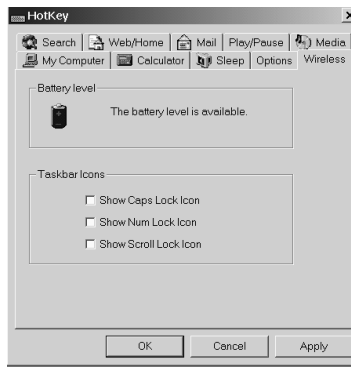 HotKey
Search Web/Home Mail Play/Pause Media
My Computer Calculator Sleep Options Wireless
Battery level
The battery level is available.
Taskbar Icons
Show Caps Lock Icon
Show Num Lock Icon
Show Scroll Lock Icon
OK Cancel Apply